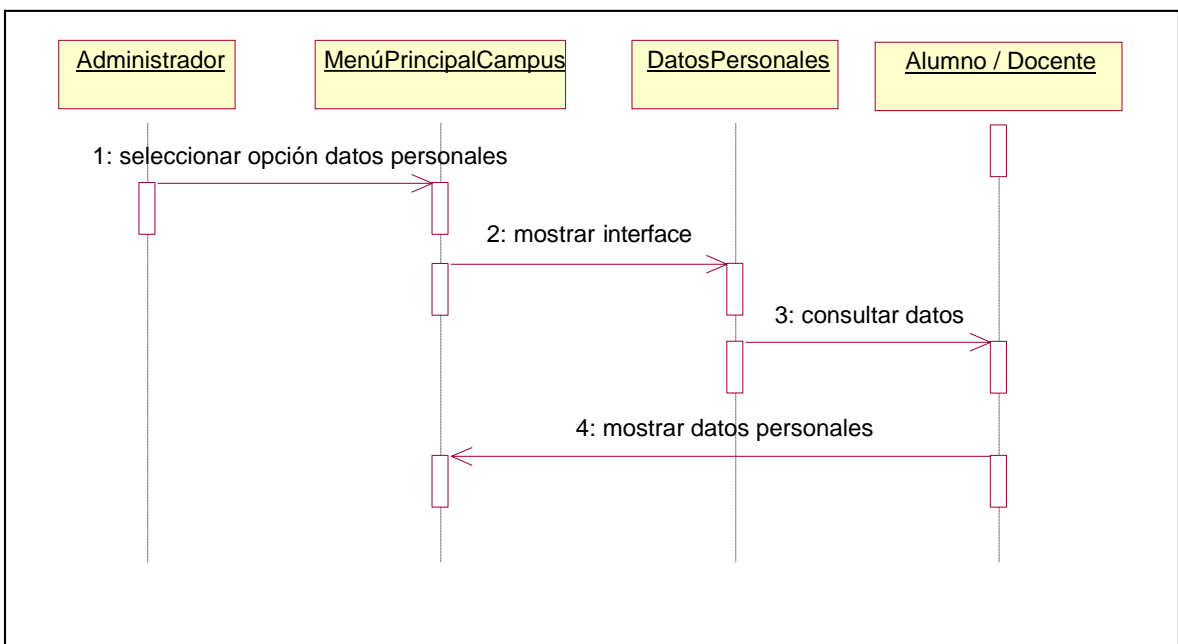 Administrador
MenúPrincipalCampus
DatosPersonales
Alumno / Docente
1: seleccionar opción datos personales
2: mostrar interface
3: consultar datos
4: mostrar datos personales